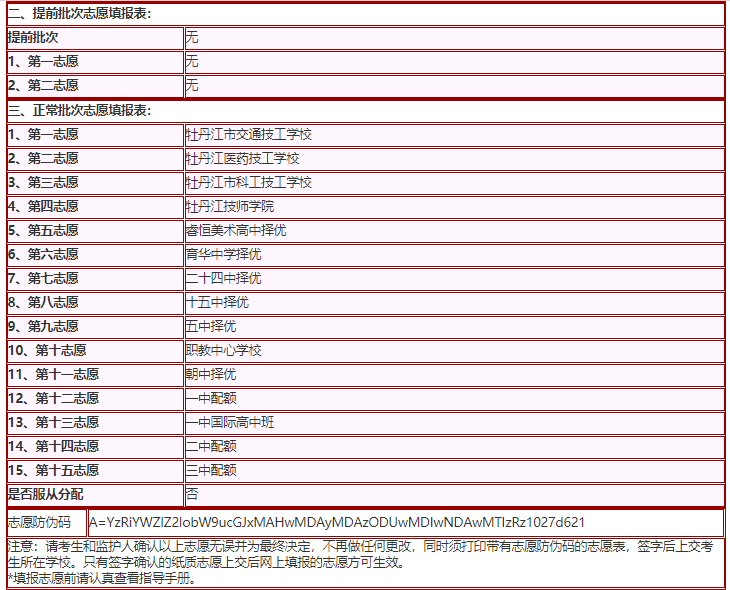 二、提前批次志愿填报表：
提前批次 无
1、第一志愿 无
2、第二志愿 无
三、正常批次志愿填报表：
1、第一志愿 牡丹江市交通技工学校
2、第二志愿 牡丹江医药技工学校
3、第三志愿 牡丹江市科工技工学校
4、第四志愿 牡丹江技师学院
5、第五志愿 睿恒美术高中择优
6、第六志愿 育华中学择优
7、第七志愿 二十四中择优
8、第八志愿 十五中择优
9、第九志愿 五中择优
10、第十志愿 职教中心学校
11、第十一志愿 朝中择优
12、第十二志愿 一中配额
13、第十三志愿 一中国际高中班
14、第十四志愿 二中配额
15、第十五志愿 三中配额
是否服从分配 否
志愿防伪码 A=YzRiYWZlZ2lobW9ucGJxMAHwMDAyMDAzODUwMDIwNDAwMTIzRz1027d621
注意：请考生和监护人确认以上志愿无误并为最终决定，不再做任何更改，同时须打印带有志愿防伪码的志愿表，签字后上交考
生所在学校。只有签字确认的纸质志愿上交后网上填报的志愿方可生效。
*填报志愿前请认真查看指导手册。